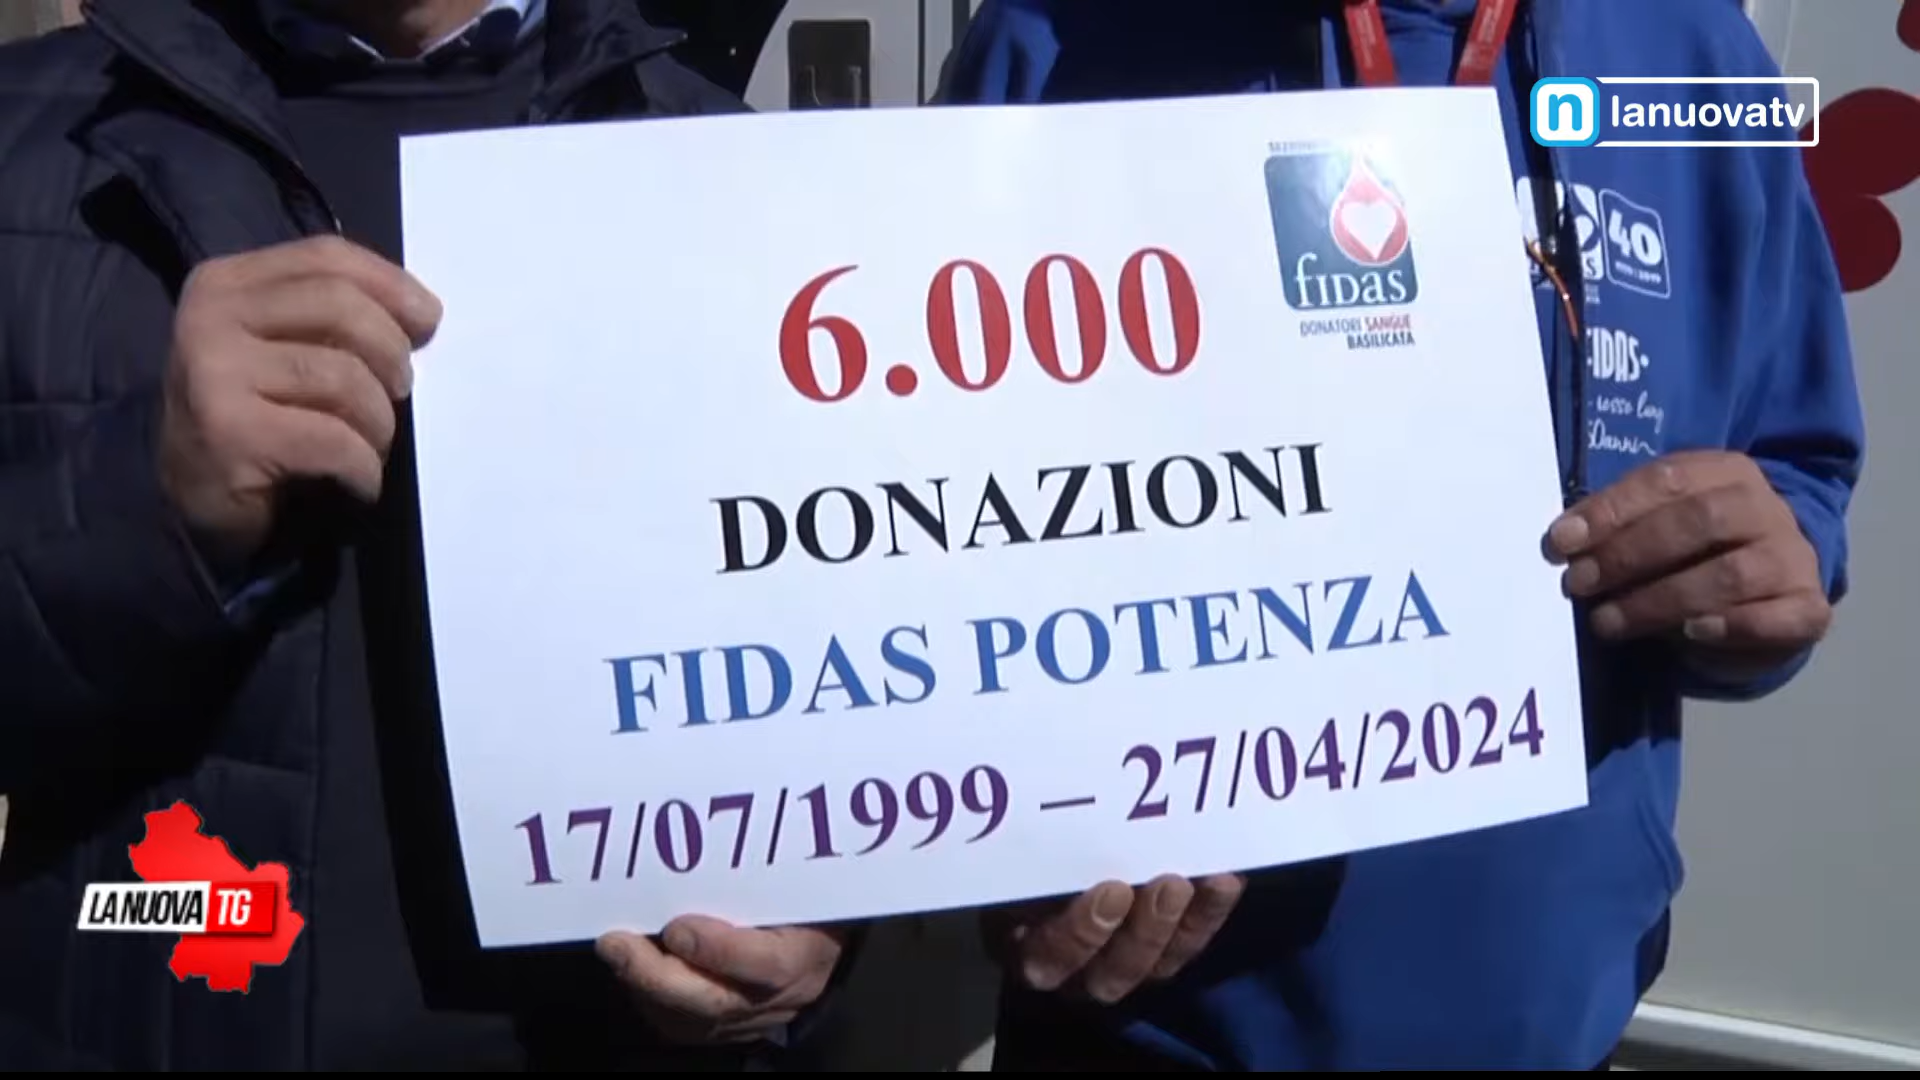 lanuovatv
fidas
DONATORI SANGUE
BASILICATA
6.000
DONAZIONI
FIDAS POTENZA
17/07/1999 – 27/04/2024
40
FIDAS
LA NUOVA TG